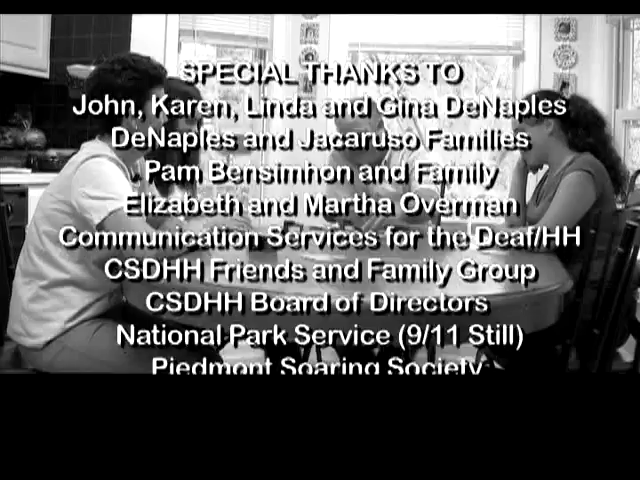 SPECIAL THANKS TO
John, Karen, Linda and Gina DeNaples
DeNaples and Jacaruso Families
Pam Bensimhon and Family
Elizabeth and Martha Overman
Communication Services for the Deaf/HH
CSDHH Friends and Family Group
CSDHH Board of Directors
National Park Service (9/11 Still)
Piedmont Soaring Society